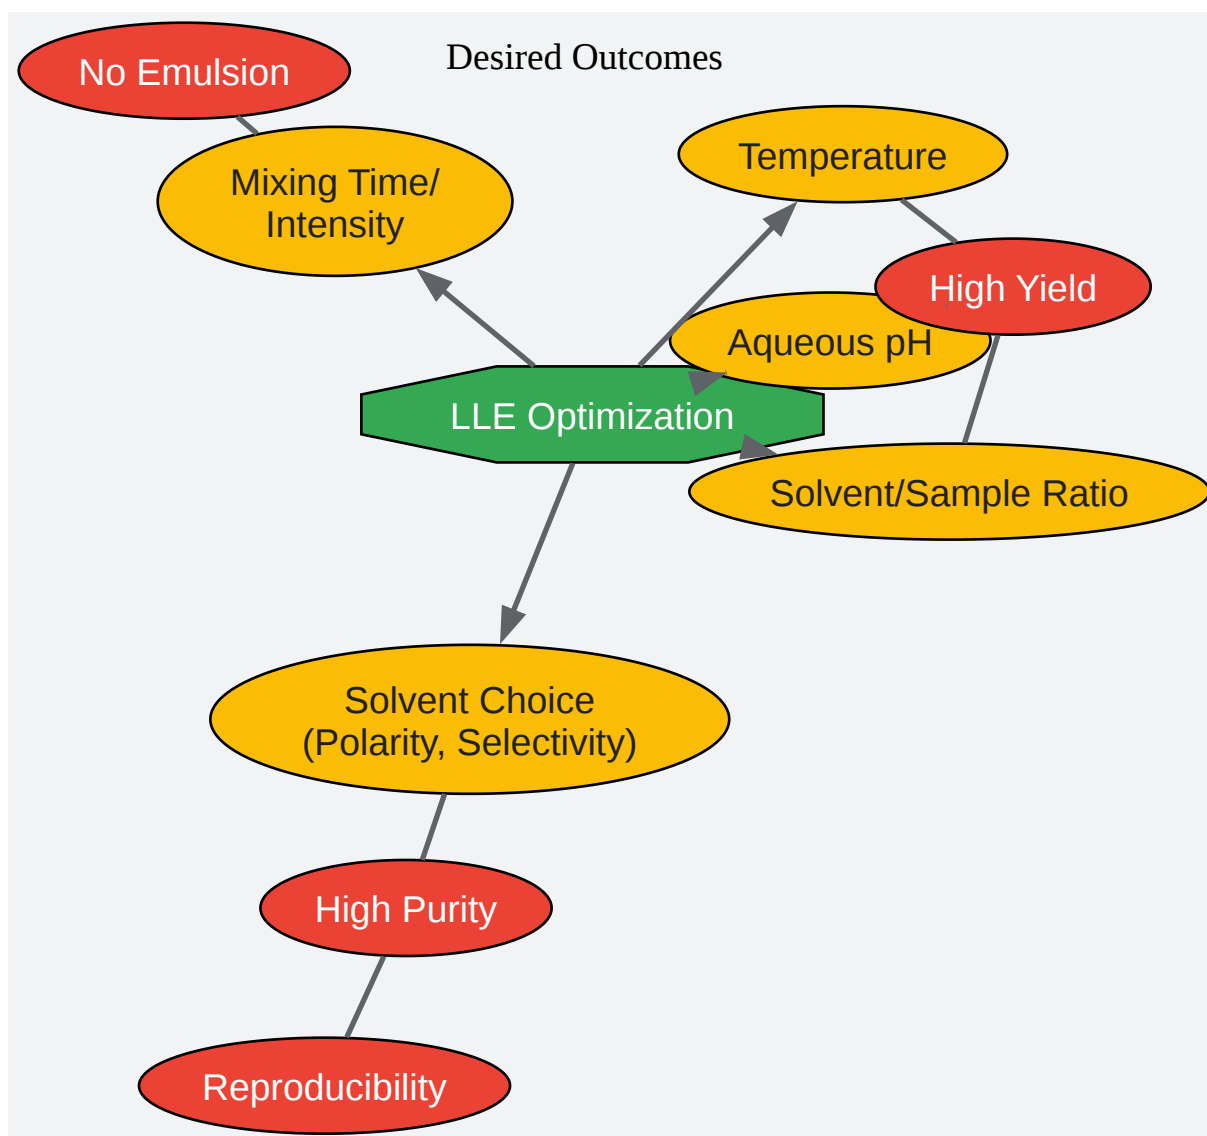 Desired Outcomes
No Emulsion
Temperature
Mixing Time/
Intensity
High Yield
Aqueous pH
LLE Optimization
Solvent/Sample Ratio
Solvent Choice
(Polarity, Selectivity)
High Purity
Reproducibility